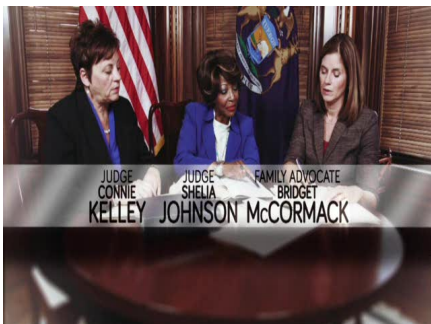 JUDGE JUDGE FAMILY ADVOCATE
CONNIE SHELIA BRIDGET
KELLEY JOHNSON McCORMACK